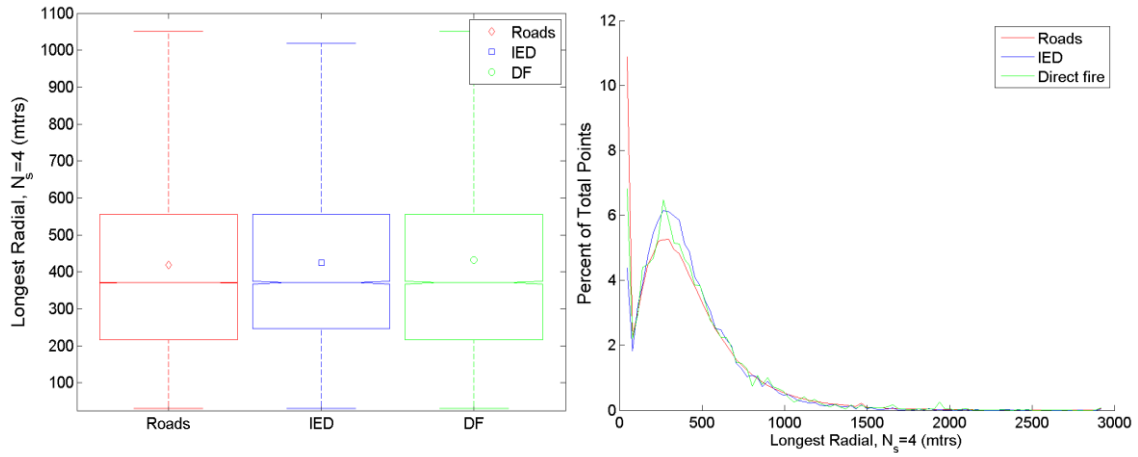 1100
1000
900
800
700
600
500
400
300
200
100
Longest Radial, N_s=4 (mtrs)
Roads
IED
DF
Roads
IED
DF
12
10
8
6
4
2
0
Percent of Total Points
Roads
IED
Direct fire
0 500 1000 1500 2000 2500 3000
Longest Radial, N_s=4 (mtrs)